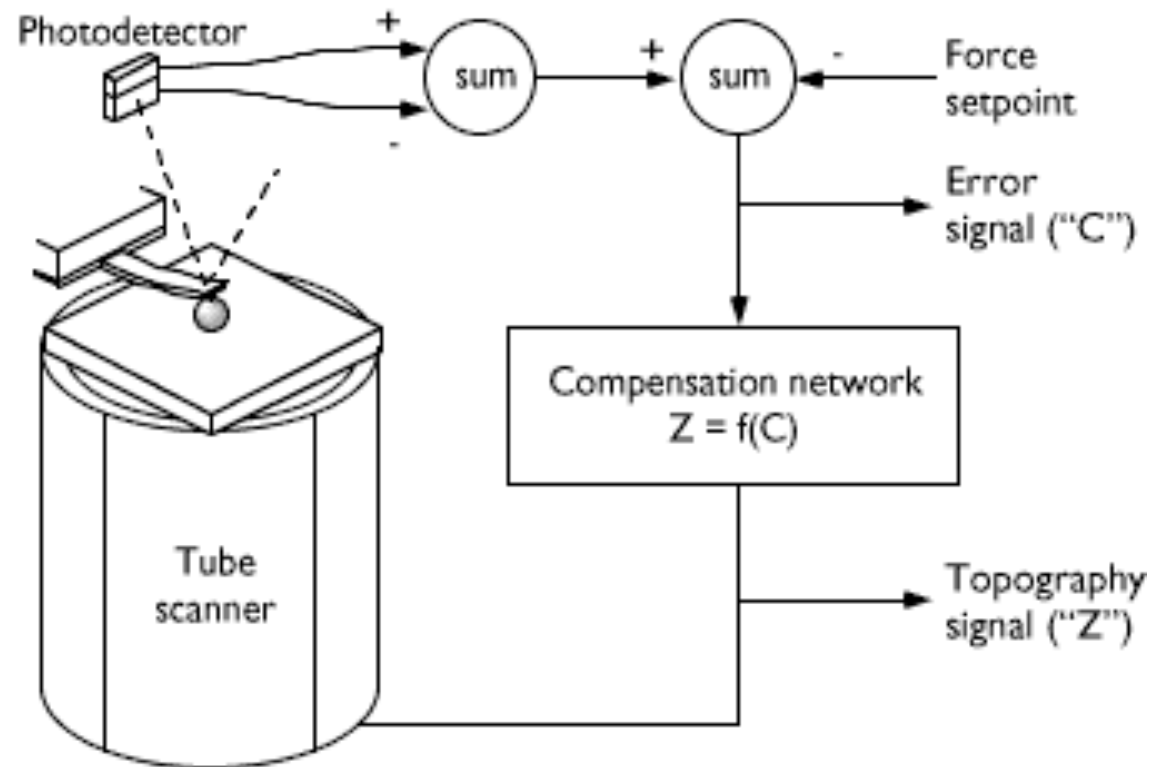 Photodetector
+
-
sum
+
sum
-
Force
setpoint
Error
signal (“C”)
Compensation network
Z = f(C)
Tube
scanner
Topography
signal (“Z”)